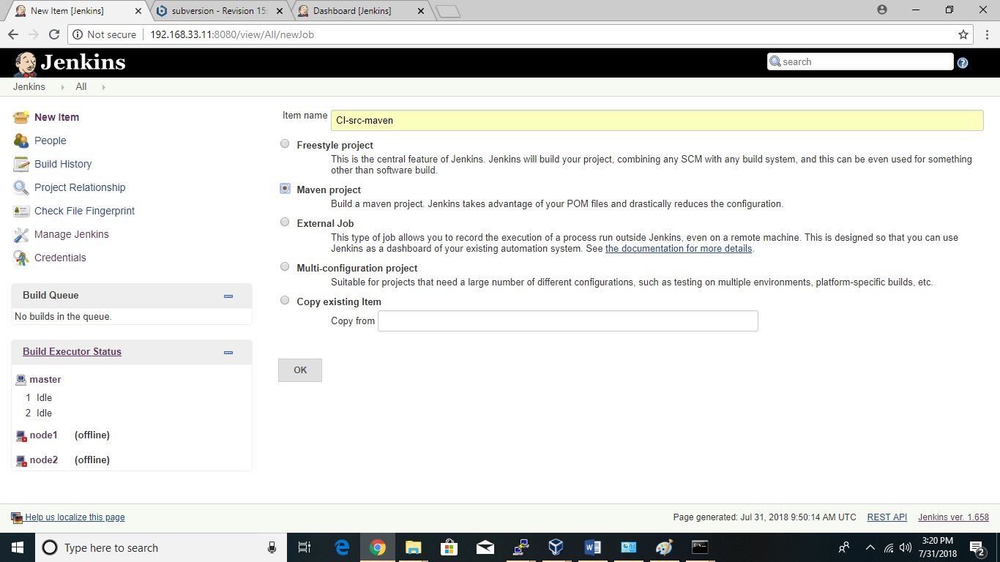 New Item [Jenkins]
subversion - Revision 15:
Dashboard [Jenkins]
Not secure
192.168.33.11:8080/view/All/newJob
Jenkins
search
Jenkins
All
New Item
People
Build History
Project Relationship
Check File Fingerprint
Manage Jenkins
Credentials
Build Queue
No builds in the queue.
Build Executor Status
master
1 Idle
2 Idle
node1 (offline)
node2 (offline)
Item name
CI-src-maven
Freestyle project
This is the central feature of Jenkins. Jenkins will build your project, combining any SCM with any build system, and this can be even used for something
other than software build.
Maven project
Build a maven project. Jenkins takes advantage of your POM files and drastically reduces the configuration.
External Job
This type of job allows you to record the execution of a process run outside Jenkins, even on a remote machine. This is designed so that you can use
Jenkins as a dashboard of your existing automation system. See the documentation for more details.
Multi-configuration project
Suitable for projects that need a large number of different configurations, such as testing on multiple environments, platform-specific builds, etc.
Copy existing Item
Copy from
OK
Help us localize this page
Page generated: Jul 31, 2018 9:50:14 AM UTC
REST API
Jenkins ver. 1.658
Type here to search
3:20 PM
7/31/2018
2